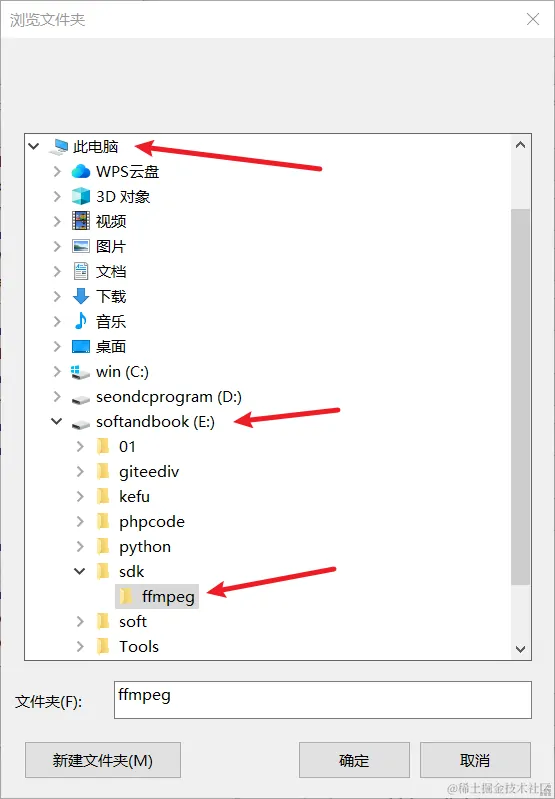 浏览文件夹
此电脑
WPS云盘
3D 对象
视频
图片
文档
下载
音乐
桌面
win (C:)
seondcprogram (D:)
softandbook (E:)
01
giteediv
kefu
phpcode
python
sdk
ffmpeg
soft
Tools
文件夹(F):
ffmpeg
新建文件夹(M)
确定
取消
@稀土掘金技术社区